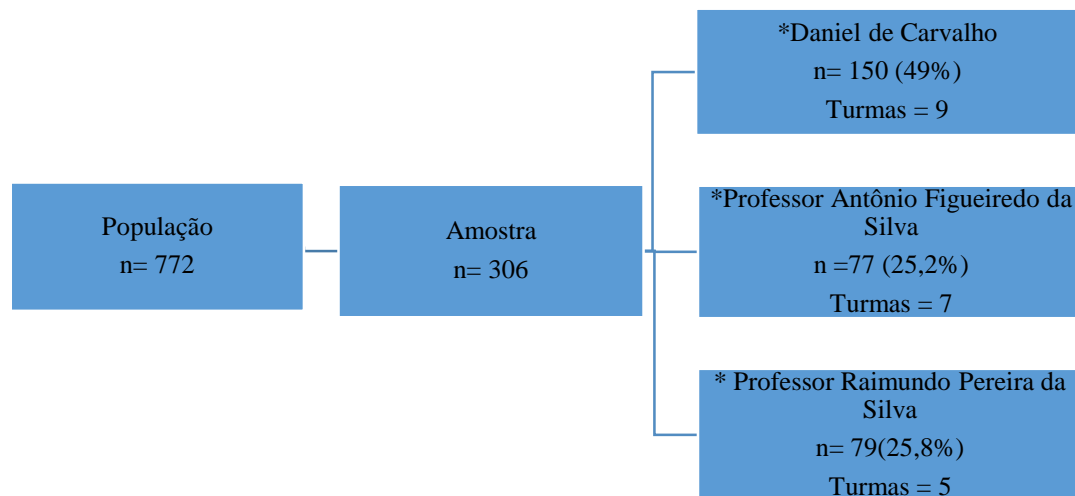 População
n= 772
Amostra
n= 306
*Daniel de Carvalho
n= 150 (49%)
Turmas = 9
*Professor Antônio Figueiredo da
Silva
n =77 (25,2%)
Turmas = 7
* Professor Raimundo Pereira da
Silva
n= 79(25,8%)
Turmas = 5